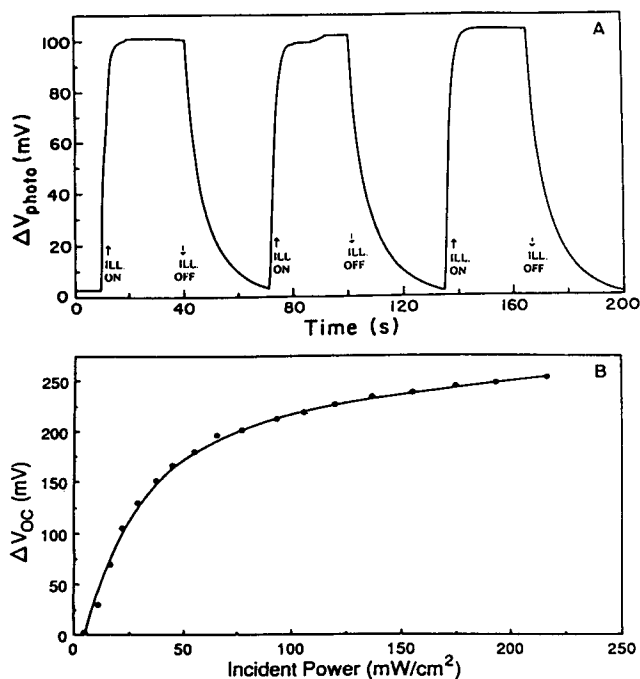 A
ΔVphoto (mV)
100
80
60
40
20
0
↑ ILL. ON
↓ ILL. OFF
↑ ILL. ON
↓ ILL. OFF
↑ ILL. ON
↓ ILL. OFF
0 40 80 120 160 200
Time (s)
B
ΔVOC (mV)
250
200
150
100
50
0
0 50 100 150 200 250
Incident Power (mW/cm²)